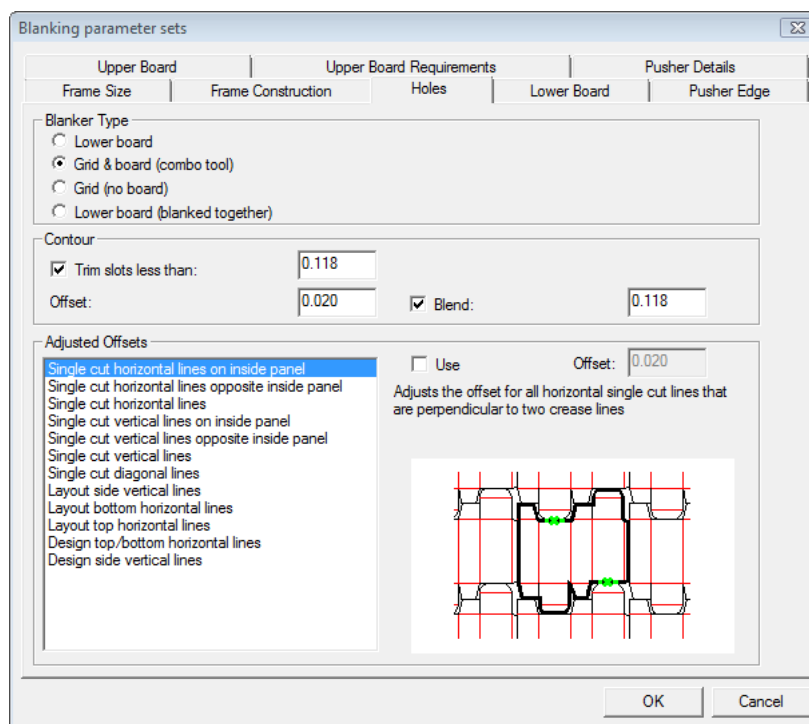 Blanking parameter sets
Upper Board
Upper Board Requirements
Pusher Details
Frame Size
Frame Construction
Holes
Lower Board
Pusher Edge
Blanker Type
Lower board
Grid & board (combo tool)
Grid (no board)
Lower board (blanked together)
Contour
Trim slots less than:
0.118
Offset:
0.020
Blend:
0.118
Adjusted Offsets
Single cut horizontal lines on inside panel
Single cut horizontal lines opposite inside panel
Single cut horizontal lines
Single cut vertical lines on inside panel
Single cut vertical lines opposite inside panel
Single cut vertical lines
Single cut diagonal lines
Layout side vertical lines
Layout bottom horizontal lines
Layout top horizontal lines
Design top/bottom horizontal lines
Design side vertical lines
Use
Offset:
0.020
Adjusts the offset for all horizontal single cut lines that
are perpendicular to two crease lines
OK
Cancel